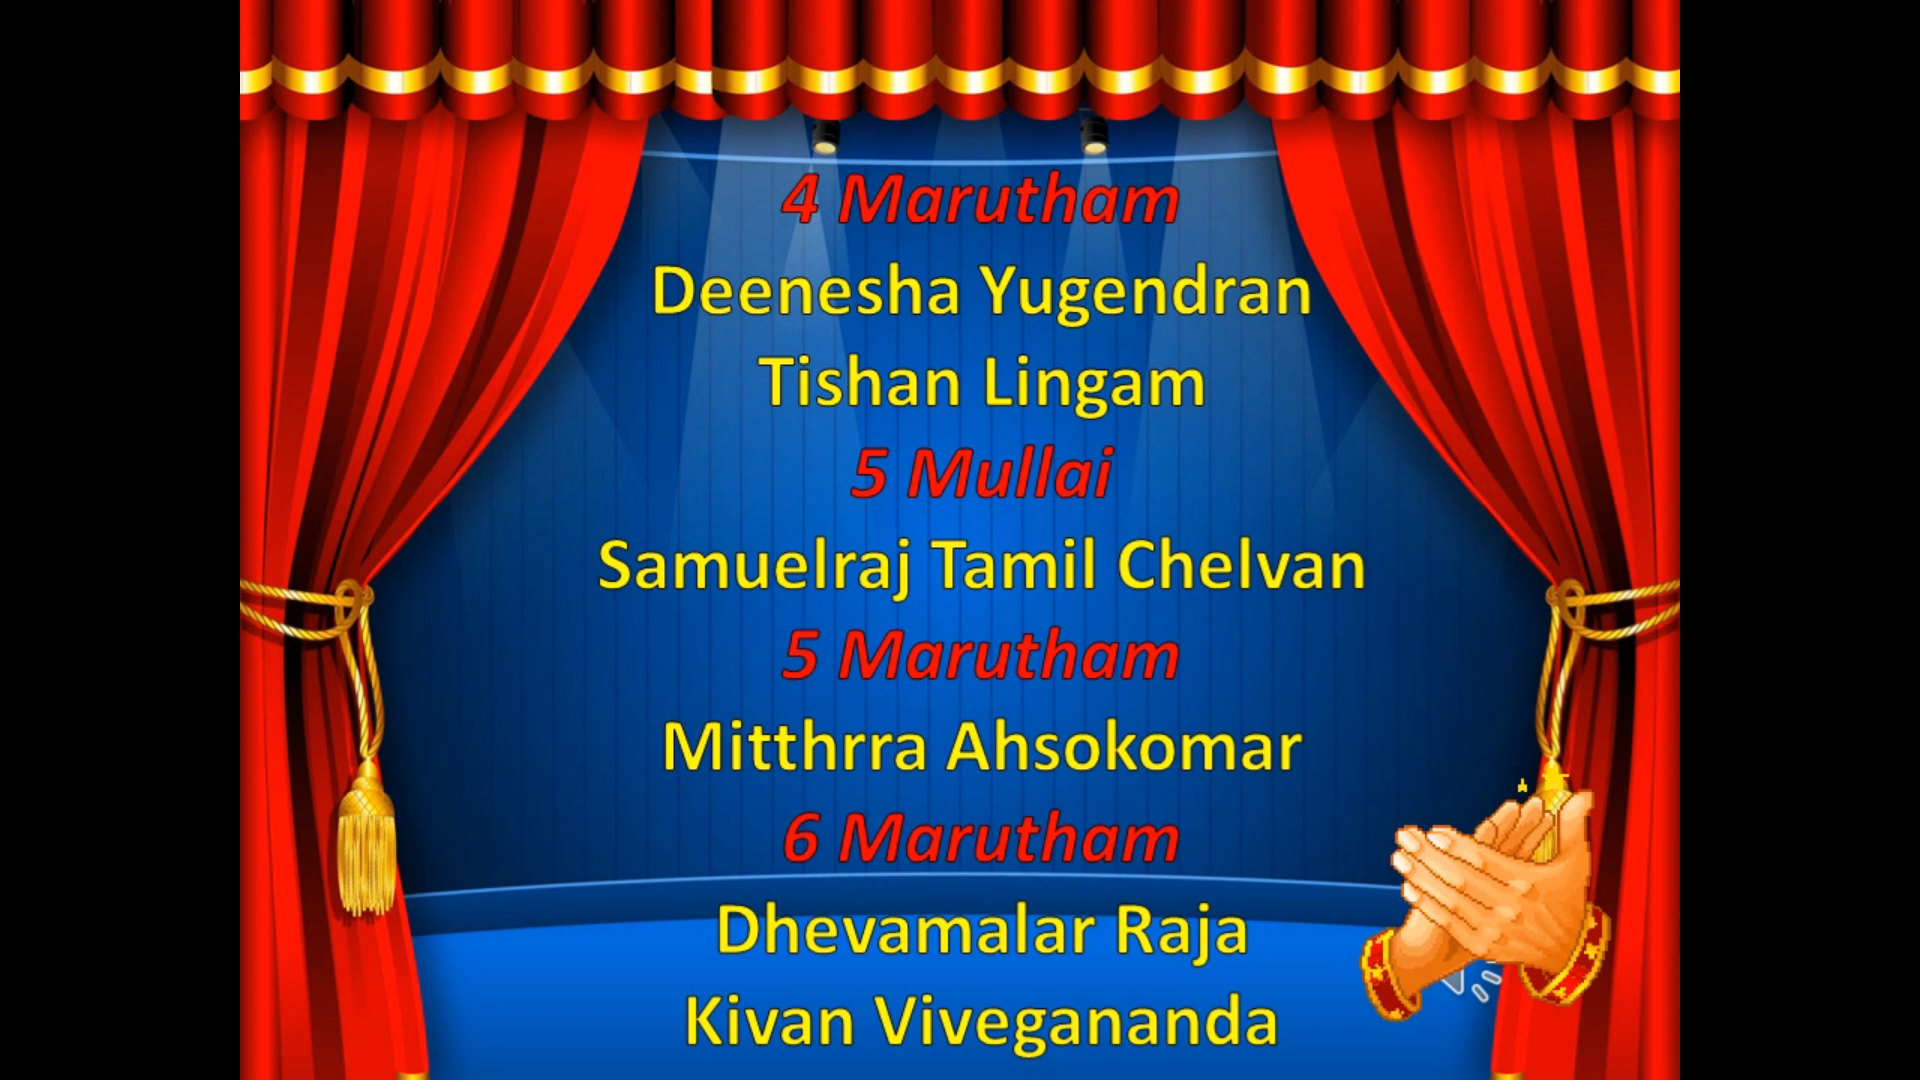 4 Marutham
Deenesha Yugendran
Tishan Lingam
5 Mullai
Samuelraj Tamil Chelvan
5 Marutham
Mitthrra Ahsokomar
6 Marutham
Dhevamalar Raja
Kivan Vivegananda